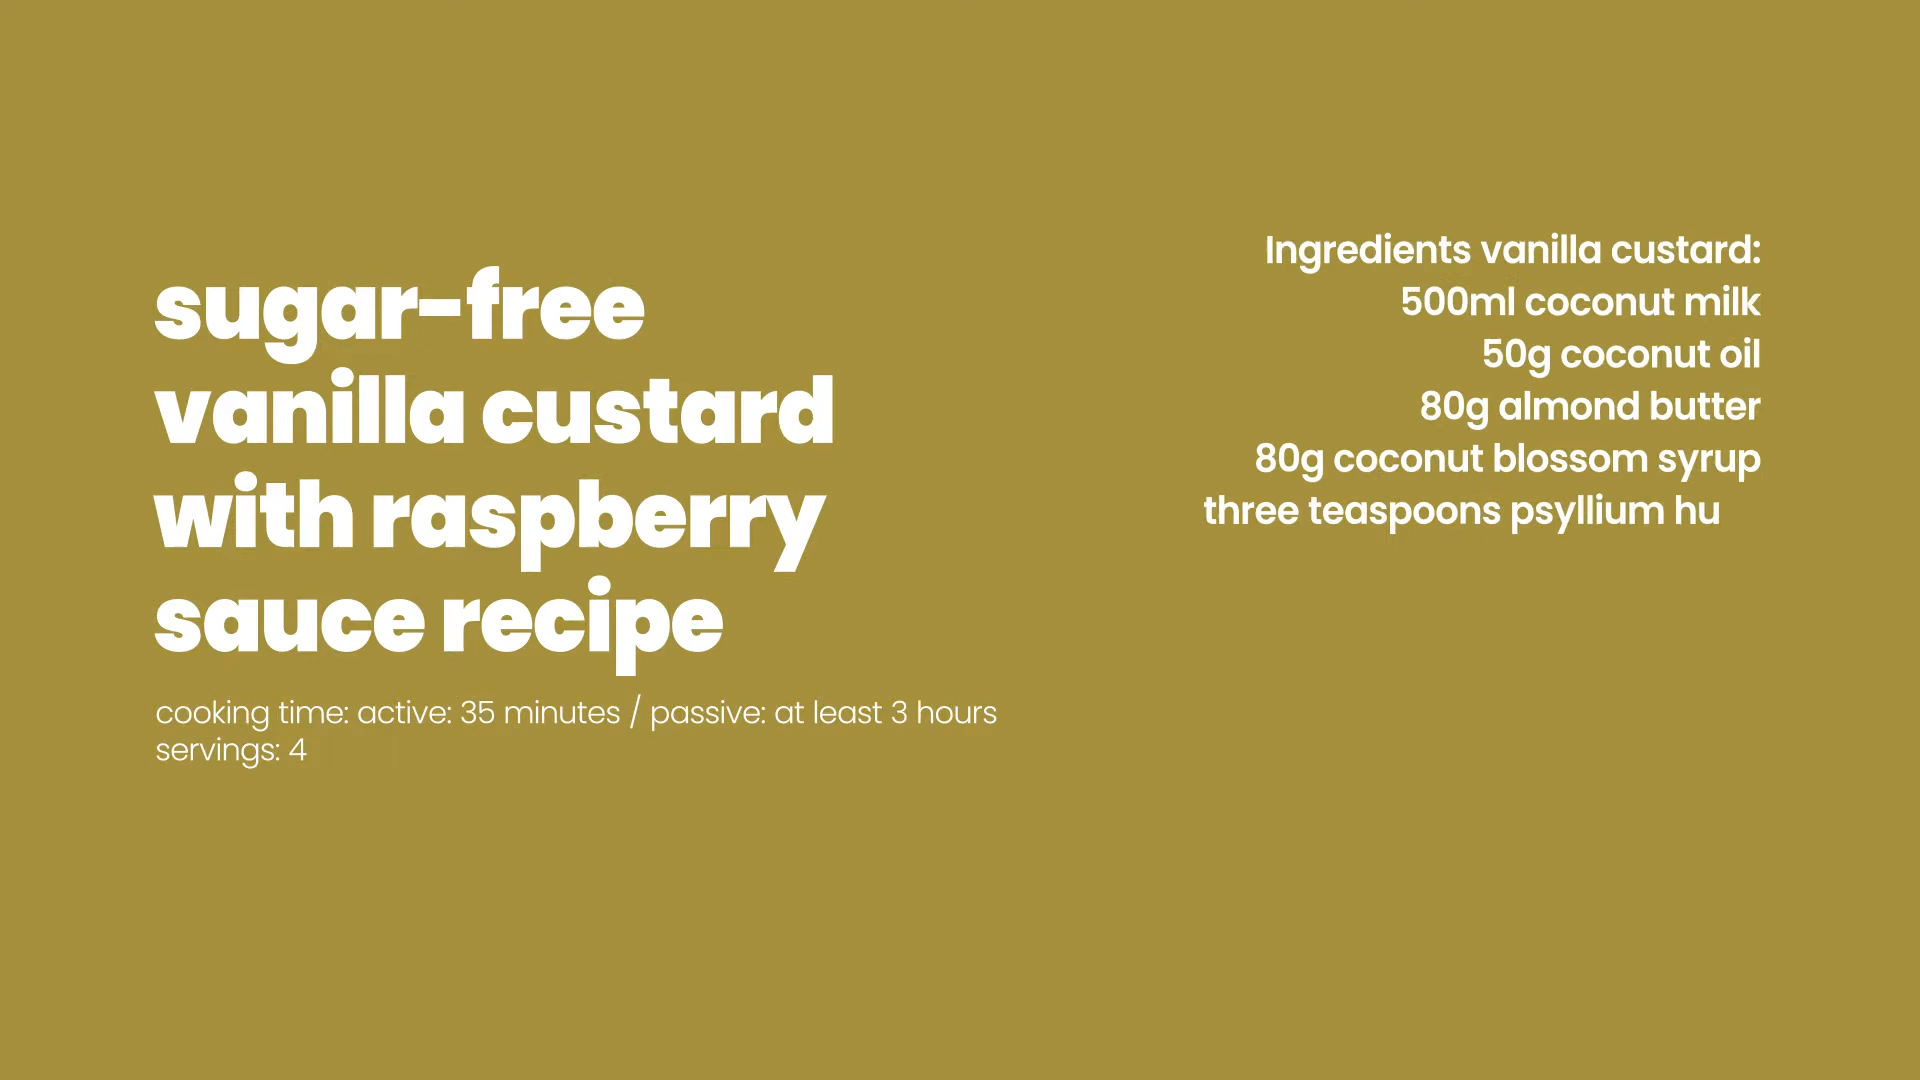 sugar-free
vanilla custard
with raspberry
sauce recipe
cooking time: active: 35 minutes / passive: at least 3 hours
servings: 4
Ingredients vanilla custard:
500ml coconut milk
50g coconut oil
80g almond butter
80g coconut blossom syrup
three teaspoons psyllium hu